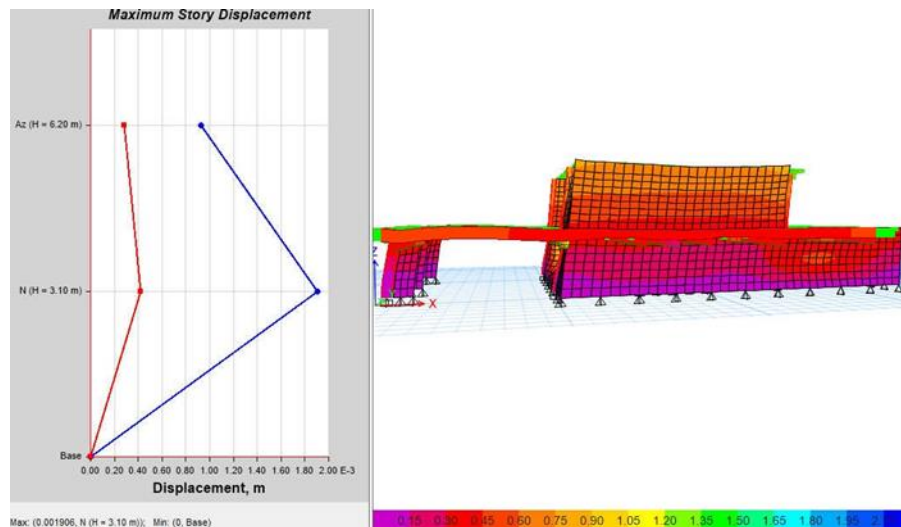 Maximum Story Displacement
Az (H = 6.20 m)
N (H = 3.10 m)
Base
0.00 0.20 0.40 0.60 0.80 1.00 1.20 1.40 1.60 1.80 2.00 E-3
Displacement, m
Max: (0.001906, N (H = 3.10 m)); Min: (0, Base)
Z
X
0.15 0.30 0.45 0.60 0.75 0.90 1.05 1.20 1.35 1.50 1.65 1.80 1.95